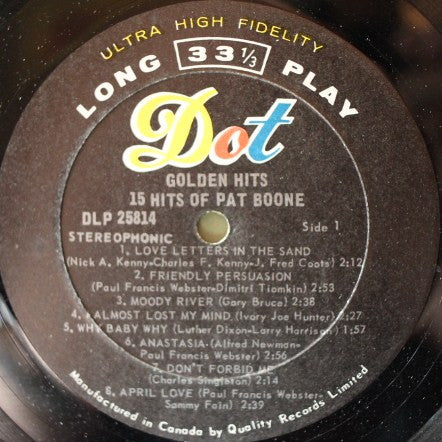 ULTRA HIGH FIDELITY
LONG 33 1/3 PLAY
Dot
GOLDEN HITS
15 HITS OF PAT BOONE
DLP 25814
Side 1
STEREOPHONIC
1. LOVE LETTERS IN THE SAND
(Nick A. Kenny-Charles F. Kenny-J. Fred Coots) 2:12
2. FRIENDLY PERSUASION
(Paul Francis Webster-Dimitri Tiomkin) 2:53
3. MOODY RIVER (Gary Bruce) 2:38
4. I ALMOST LOST MY MIND (Ivory Joe Hunter) 2:27
5. WHY BABY WHY (Luther Dixon-Larry Harrison) 1:57
6. ANASTASIA (Alfred Newman-
Paul Francis Webster) 2:56
7. DON'T FORBID ME
(Charles Singleton) 2:14
8. APRIL LOVE (Paul Francis Webster-
Sammy Fain) 2:39
Manufactured in Canada by Quality Records Limited